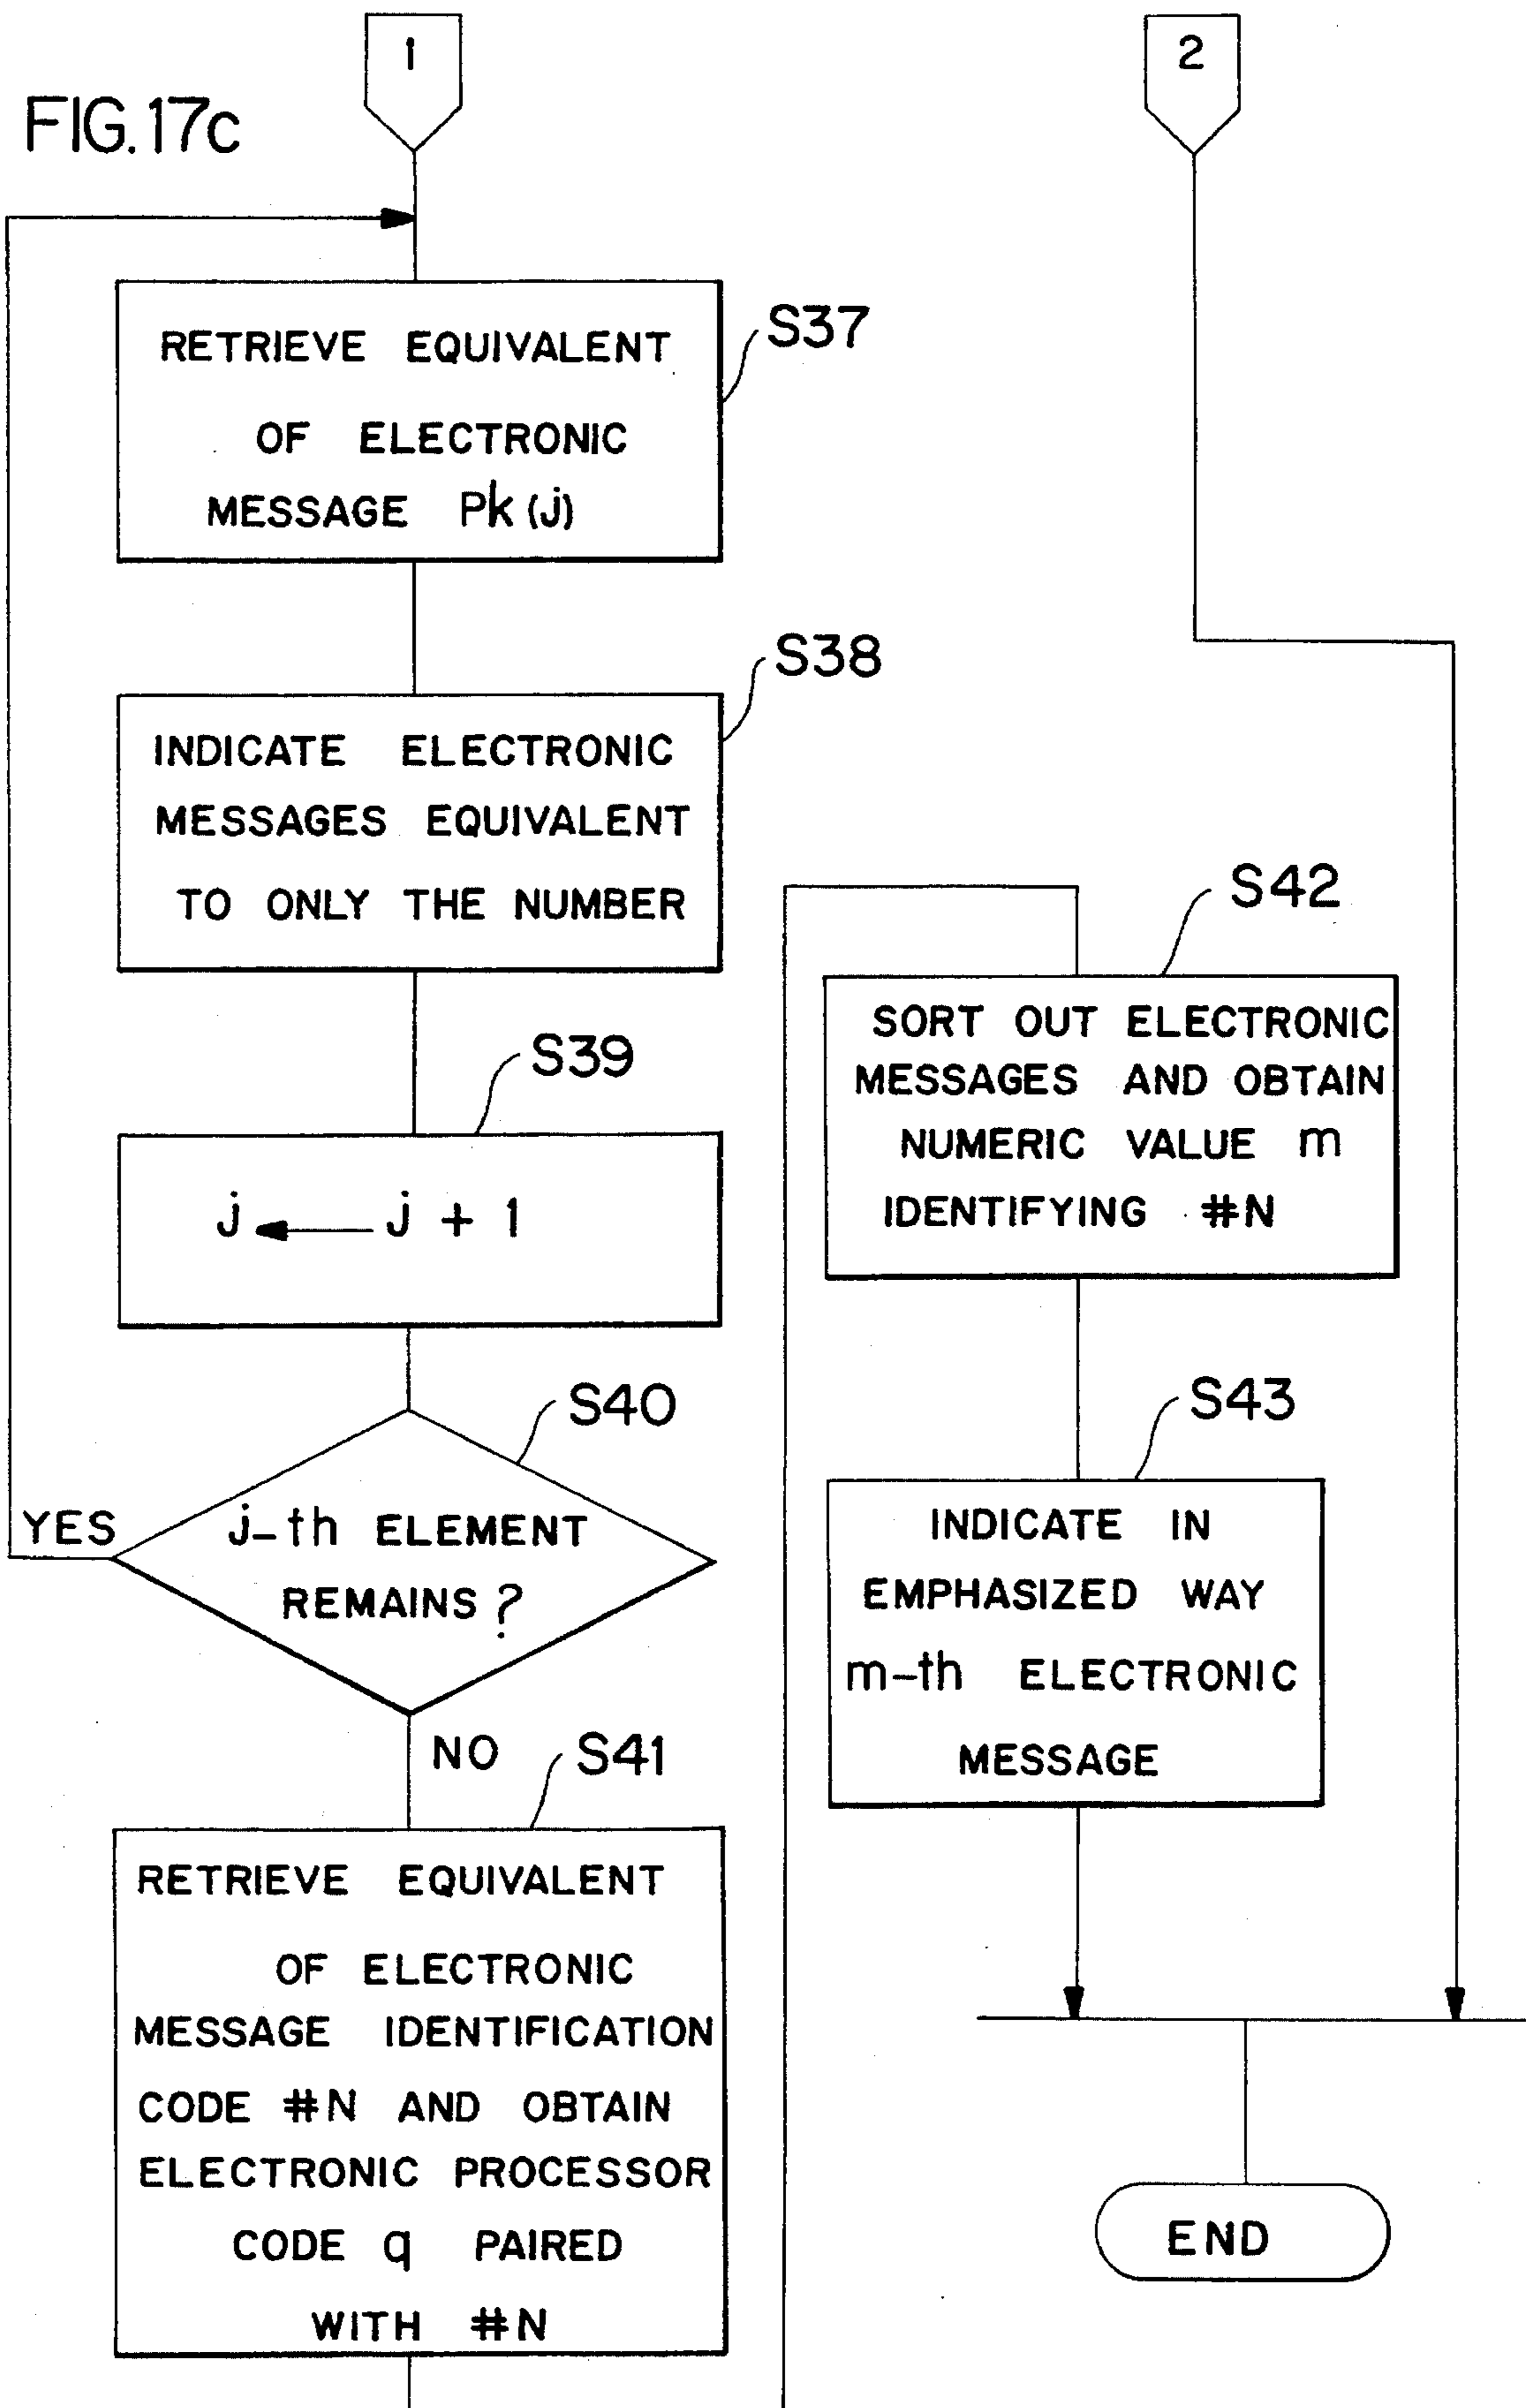 1
2
FIG.17c
RETRIEVE EQUIVALENT
OF ELECTRONIC
MESSAGE Pk(j)
S37
INDICATE ELECTRONIC
MESSAGES EQUIVALENT
TO ONLY THE NUMBER
S38
S39
j ← j + 1
S40
j-th ELEMENT
REMAINS?
YES
NO
S41
RETRIEVE EQUIVALENT
OF ELECTRONIC
MESSAGE IDENTIFICATION
CODE #N AND OBTAIN
ELECTRONIC PROCESSOR
CODE q PAIRED
WITH #N
S42
SORT OUT ELECTRONIC
MESSAGES AND OBTAIN
NUMERIC VALUE m
IDENTIFYING #N
S43
INDICATE IN
EMPHASIZED WAY
m-th ELECTRONIC
MESSAGE
END